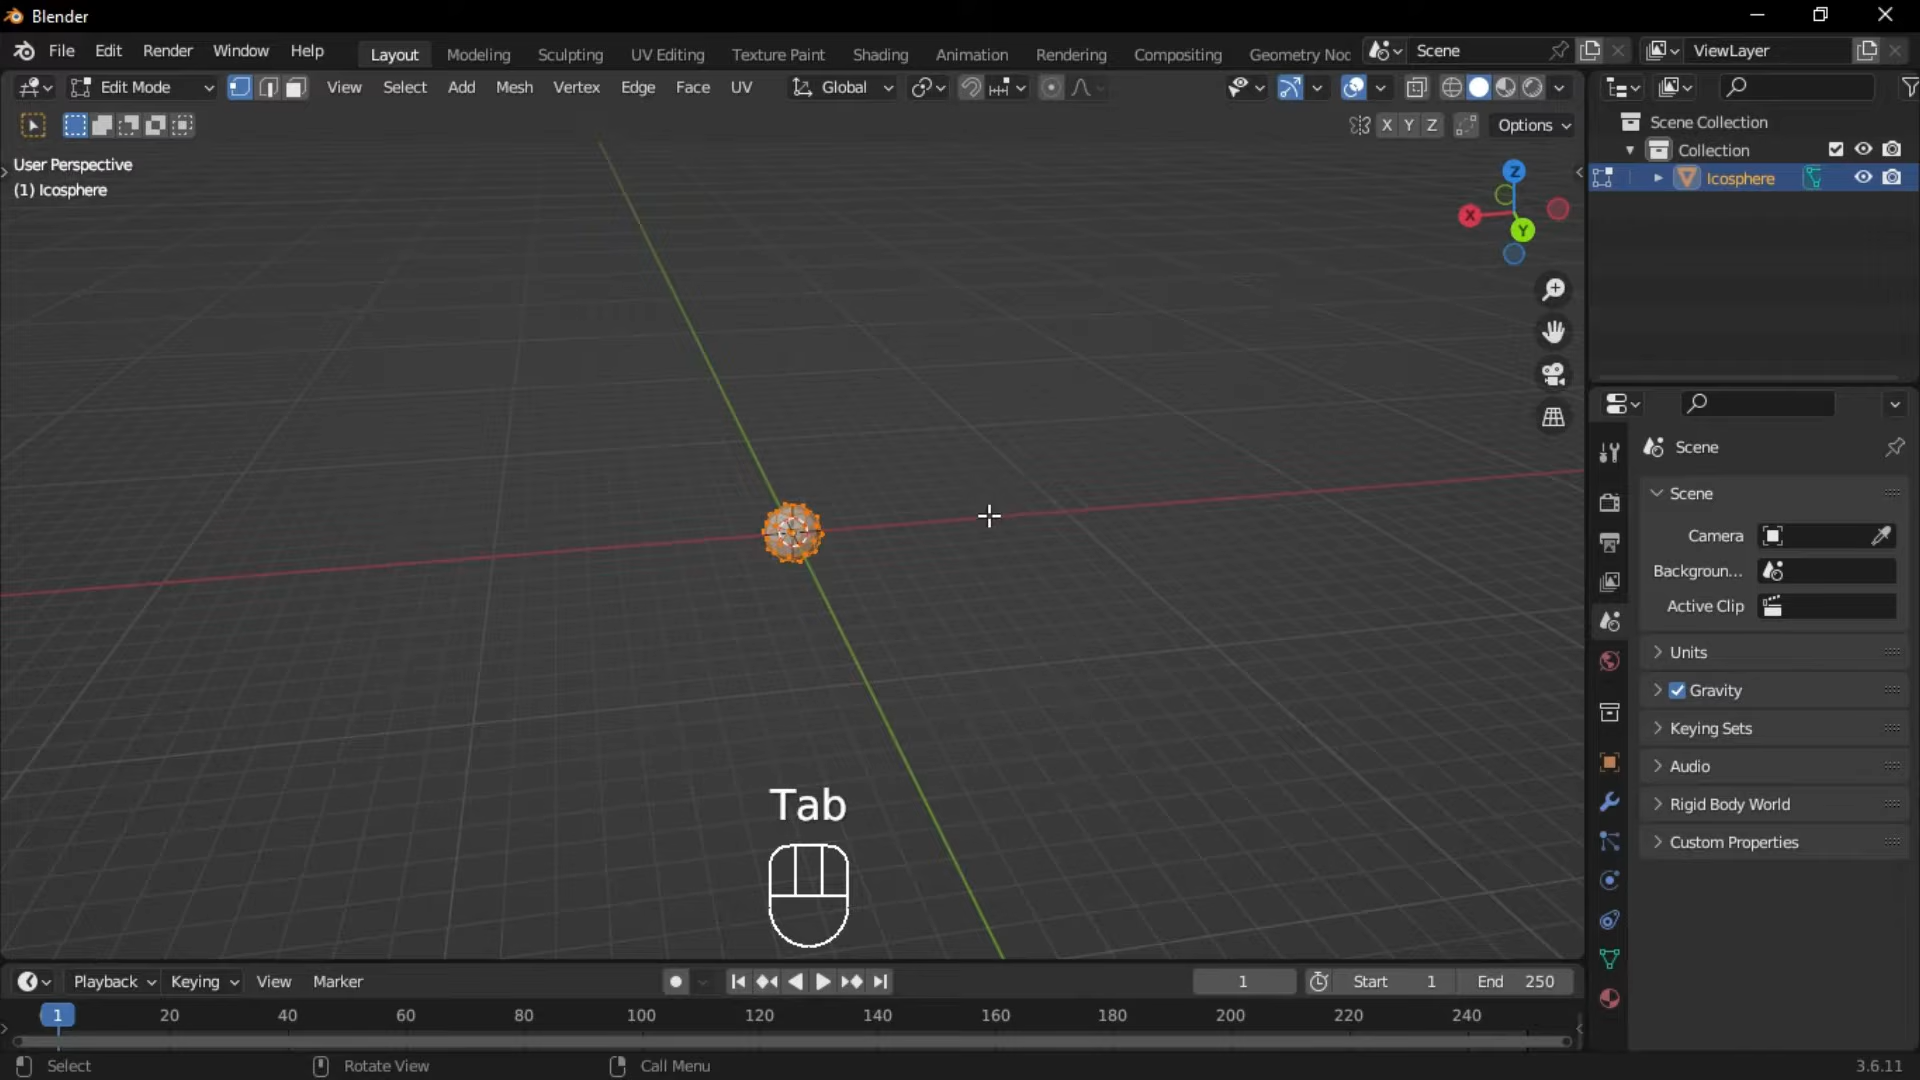 Blender
File Edit Render Window Help Layout Modeling Sculpting UV Editing Texture Paint Shading Animation Rendering Compositing Geometry Noc Scene ViewLayer
Edit Mode View Select Add Mesh Vertex Edge Face UV Global
X Y Z Options
User Perspective
(1) Icosphere
Z
X
Y
Scene Collection
Collection
Icosphere
Scene
Scene
Camera
Backgroun...
Active Clip
Units
Gravity
Keying Sets
Audio
Rigid Body World
Custom Properties
Tab
Playback Keying View Marker 1 Start 1 End 250
1 20 40 60 80 100 120 140 160 180 200 220 240
Select Rotate View Call Menu 3.6.11